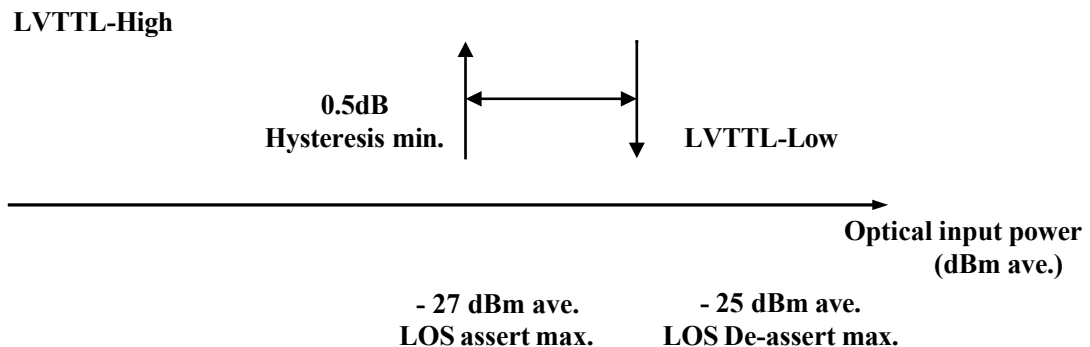 LVTTL-High
0.5dB
Hysteresis min.
LVTTL-Low
Optical input power
(dBm ave.)
- 27 dBm ave.
LOS assert max.
- 25 dBm ave.
LOS De-assert max.